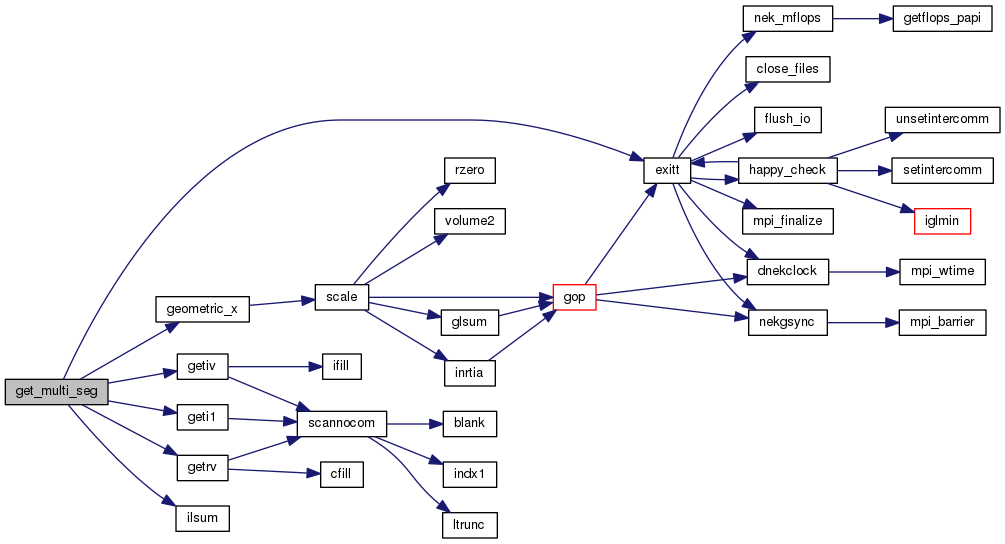 nek_mflops
getflops_papi
close_files
flush_io
unsetintercomm
exitt
happy_check
setintercomm
rzero
iglmin
volume2
mpi_finalize
dnekclock
mpi_wtime
geometric_x
scale
gop
glsum
nekgsync
mpi_barrier
getiv
ifill
inrtia
get_multi_seg
geti1
scannocom
blank
getrv
cfill
indx1
ilsum
ltrunc